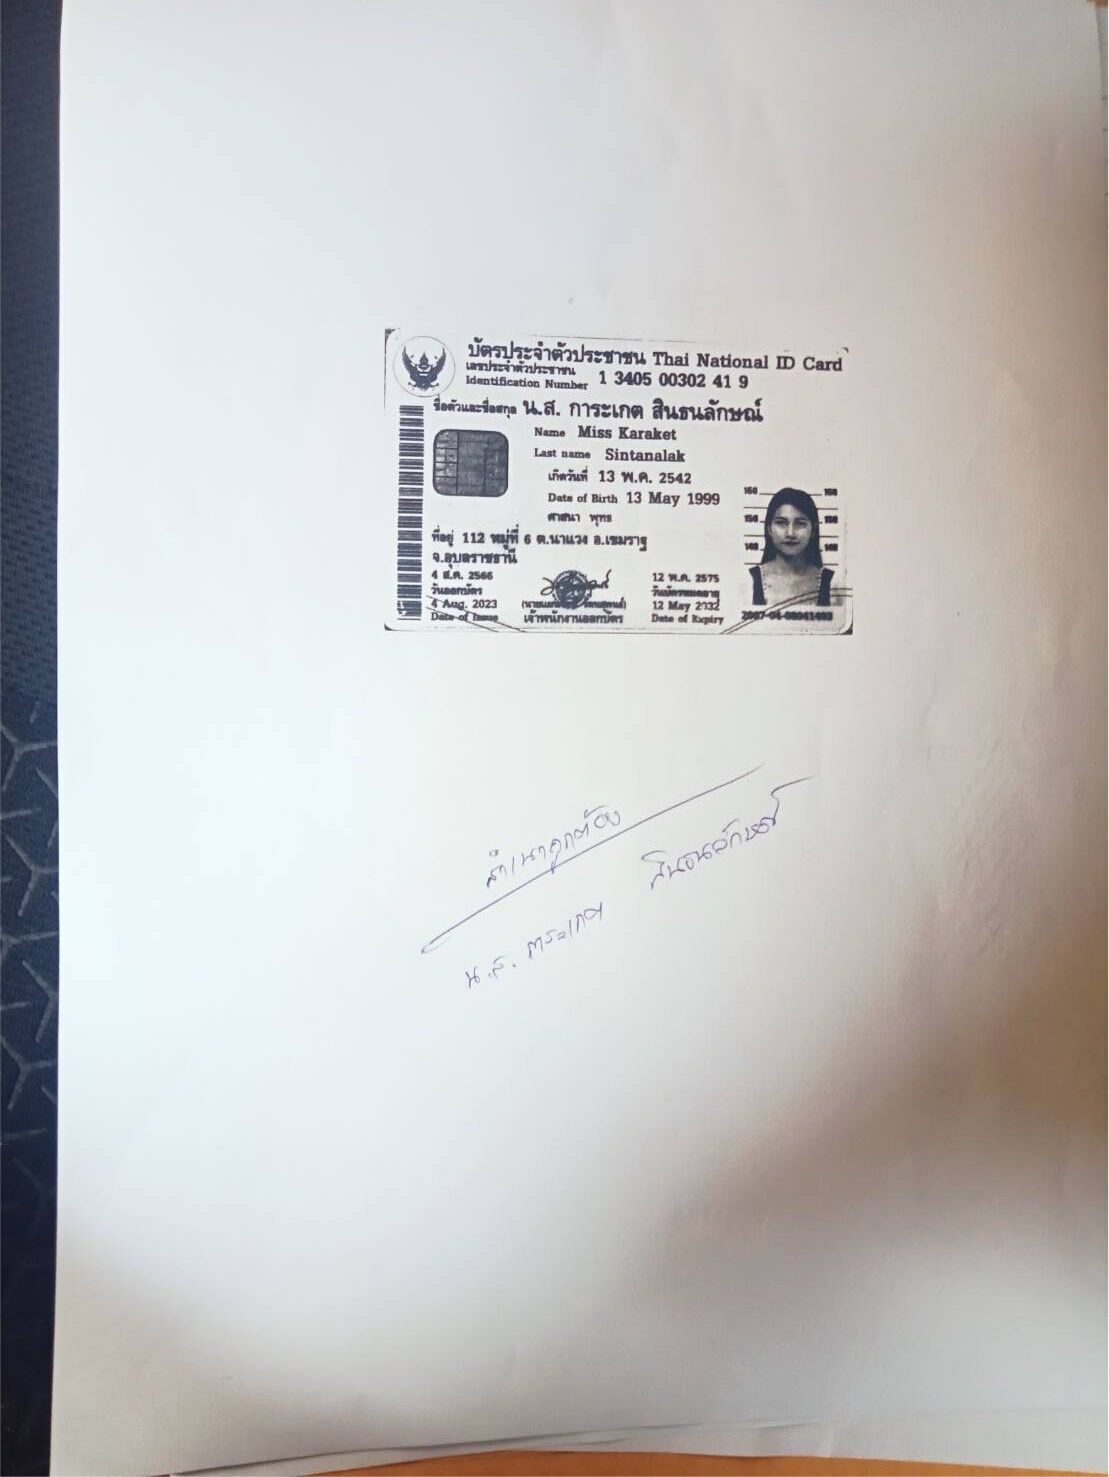 บัตรประจำตัวประชาชน Thai National ID Card
เลขประจำตัวประชาชน
Identification Number 1 3405 00302 41 9
ชื่อตัวและชื่อสกุล น.ส. การะเกต สินธนลักษณ์
Name Miss Karaket
Last name Sintanalak
เกิดวันที่ 13 พ.ค. 2542
Date of Birth 13 May 1999
ศาสนา พุทธ
ที่อยู่ 112 หมู่ที่ 6 ต.นาแวง อ.เขมราฐ
จ.อุบลราชธานี
4 ส.ค. 2566
วันออกบัตร
4 Aug. 2023
Date of Issue
เจ้าพนักงานออกบัตร
12 พ.ค. 2575
วันบัตรหมดอายุ
12 May 2032
Date of Expiry
160 160
150 150
140 140
สำเนาถูกต้อง
น.ส. การะเกต สินธนลักษณ์